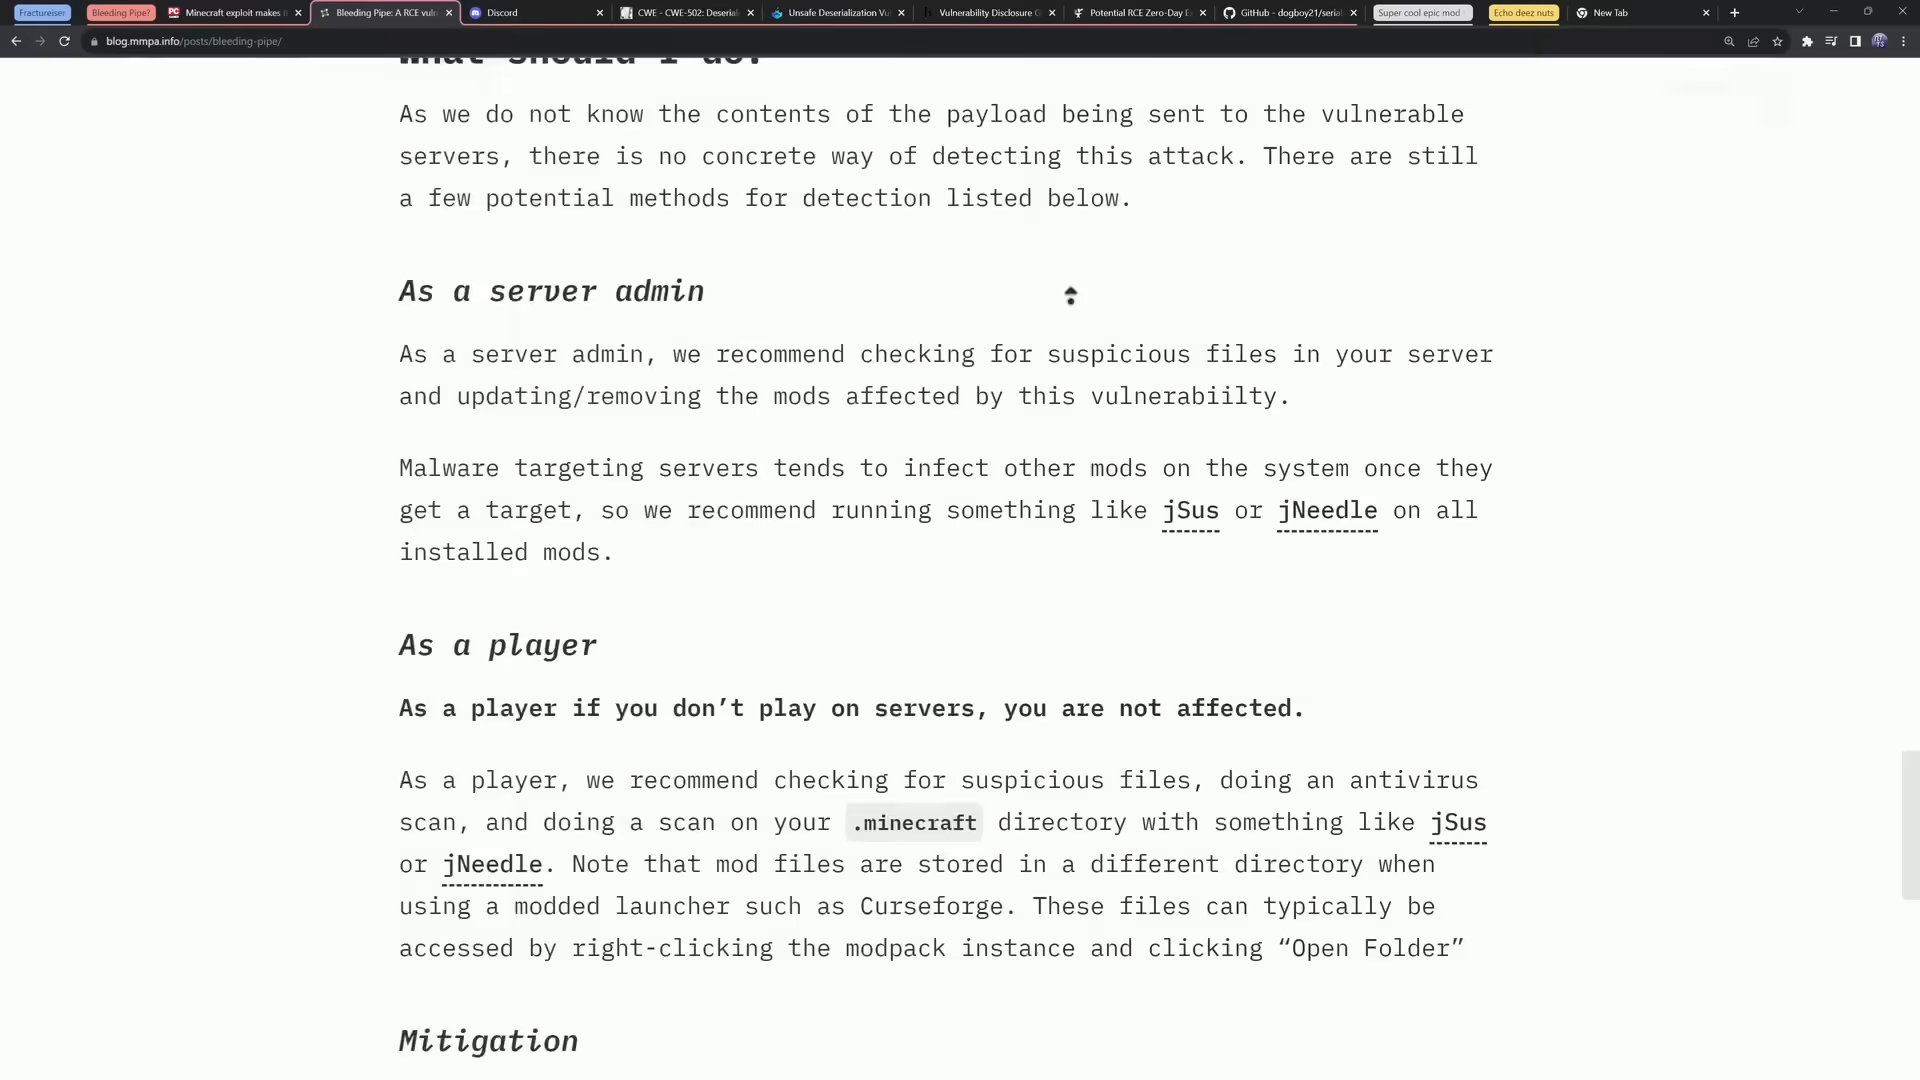 Fractureiser
Bleeding Pipe?
Minecraft exploit makes i
Bleeding Pipe: A RCE vuln
Discord
CWE - CWE-502: Deserial
Unsafe Deserialization Vu
Vulnerability Disclosure G
Potential RCE Zero-Day E
GitHub - dogboy21/serial
Super cool epic mod
Echo deez nuts
New Tab
blog.mmpa.info/posts/bleeding-pipe/
What should I do?
As we do not know the contents of the payload being sent to the vulnerable
servers, there is no concrete way of detecting this attack. There are still
a few potential methods for detection listed below.
As a server admin
As a server admin, we recommend checking for suspicious files in your server
and updating/removing the mods affected by this vulnerabiilty.
Malware targeting servers tends to infect other mods on the system once they
get a target, so we recommend running something like jSus or jNeedle on all
installed mods.
As a player
As a player if you don’t play on servers, you are not affected.
As a player, we recommend checking for suspicious files, doing an antivirus
scan, and doing a scan on your .minecraft directory with something like jSus
or jNeedle. Note that mod files are stored in a different directory when
using a modded launcher such as Curseforge. These files can typically be
accessed by right-clicking the modpack instance and clicking “Open Folder”
Mitigation